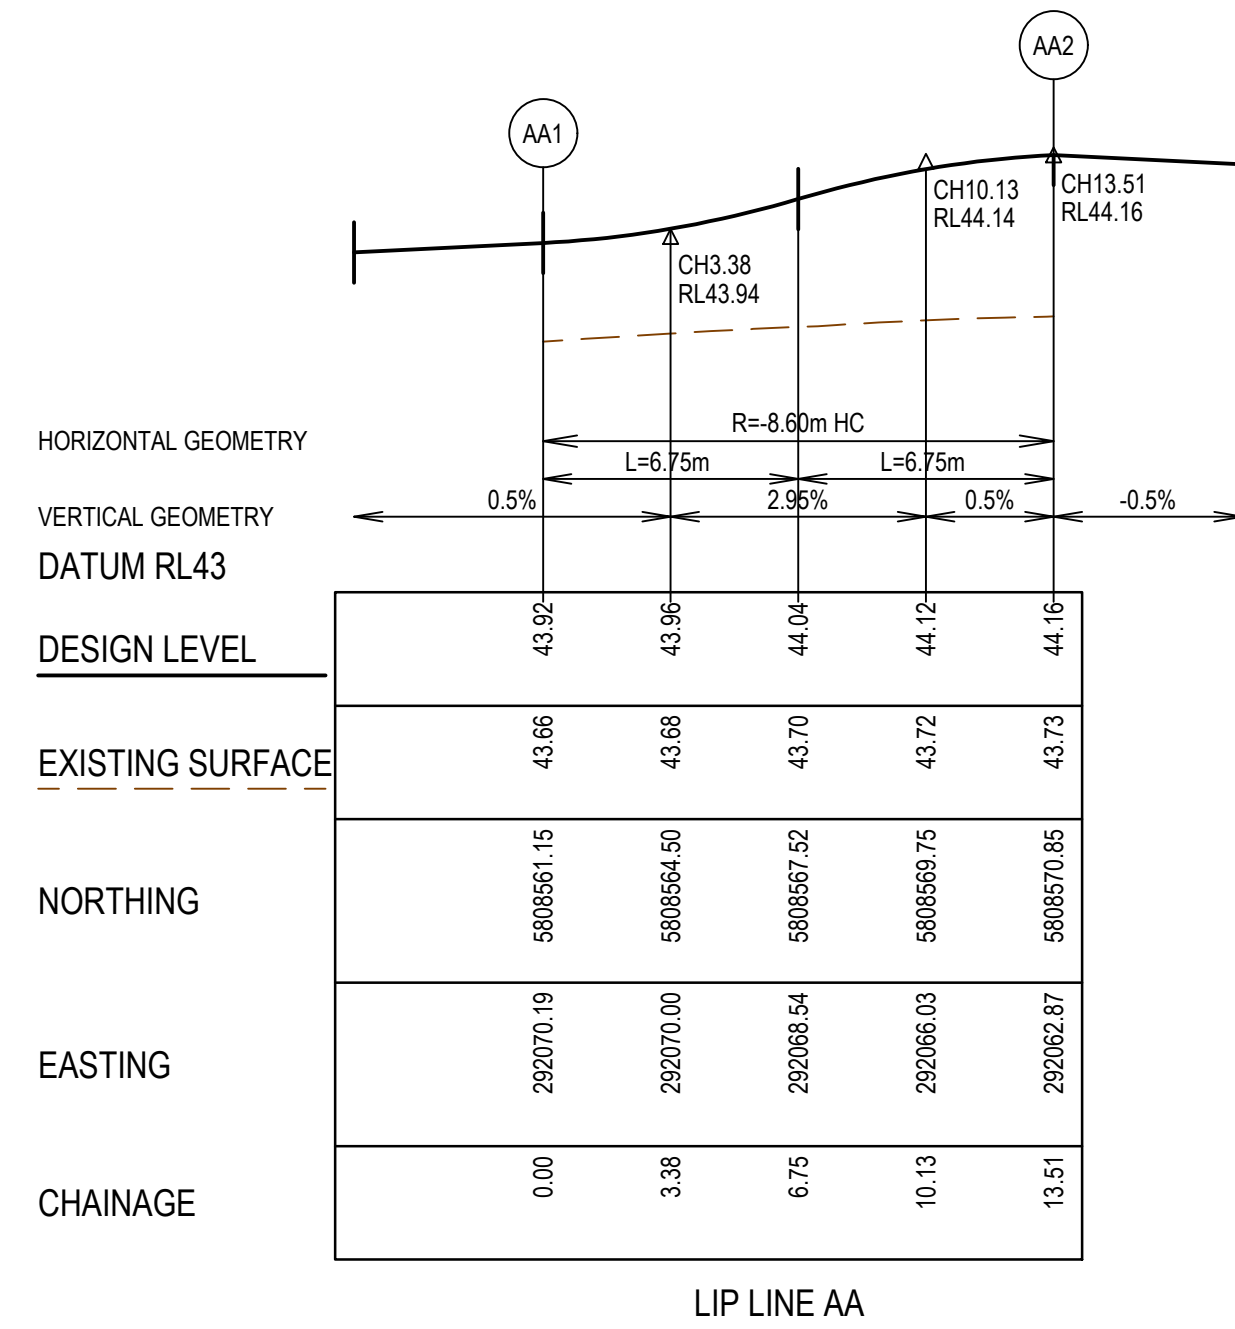 AA2
AA1
CH10.13
RL44.14
CH13.51
RL44.16
CH3.38
RL43.94
HORIZONTAL GEOMETRY
R=-8.60m HC
L=6.75m
L=6.75m
VERTICAL GEOMETRY
0.5%
2.95%
0.5%
-0.5%
DATUM RL43
DESIGN LEVEL
43.92
43.96
44.04
44.12
44.16
EXISTING SURFACE
43.66
43.68
43.70
43.72
43.73
NORTHING
5808561.15
5808564.50
5808567.52
5808569.75
5808570.85
EASTING
292070.19
292070.00
292068.54
292066.03
292062.87
CHAINAGE
0.00
3.38
6.75
10.13
13.51
LIP LINE AA